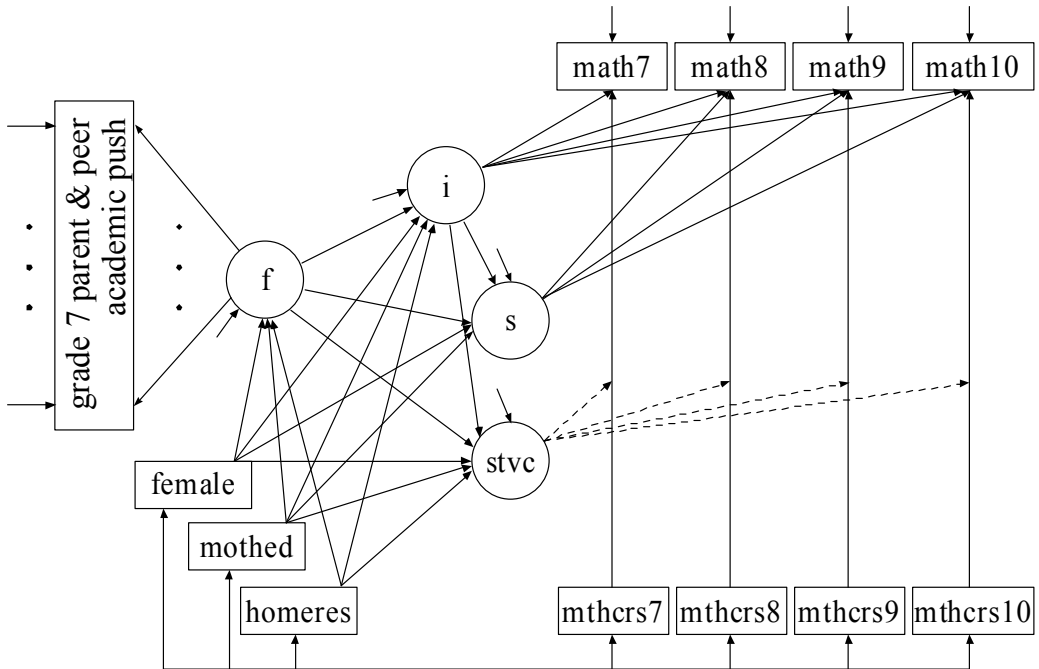 math7
math8
math9
math10
grade 7 parent & peer
academic push
i
f
s
stvc
female
mothed
homeres
mthcrs7
mthcrs8
mthcrs9
mthcrs10